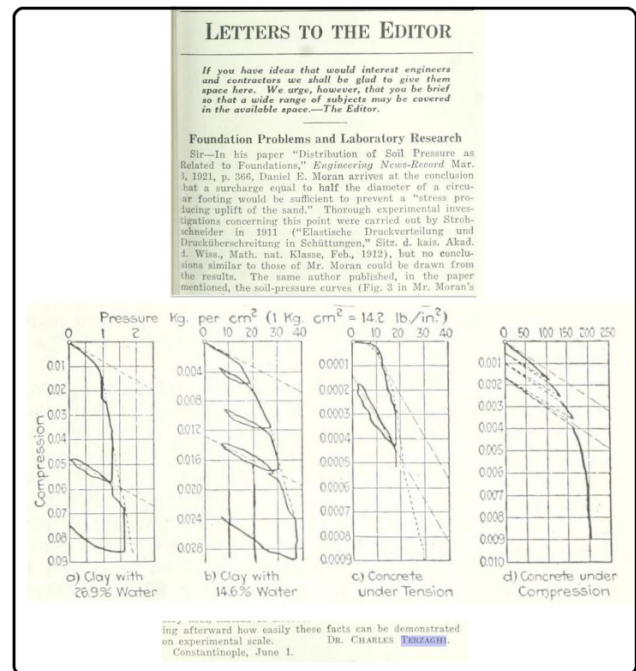 LETTERS TO THE EDITOR
If you have ideas that would interest engineers
and contractors we shall be glad to give them
space here. We urge, however, that you be brief
so that a wide range of subjects may be covered
in the available space.—The Editor.
Foundation Problems and Laboratory Research
Sir—In his paper "Distribution of Soil Pressure as
Related to Foundations," Engineering News-Record Mar.
3, 1921, p. 366, Daniel E. Moran arrives at the conclusion
that a surcharge equal to half the diameter of a circu-
ar footing would be sufficient to prevent a "stress pro-
ducing uplift of the sand." Thorough experimental inves-
tigations concerning this point were carried out by Stroh-
schneider in 1911 ("Elastische Druckverteilung und
Drucküberschreitung in Schüttungen," Sitz. d. kais. Akad.
d. Wiss., Math. nat. Klasse, Feb., 1912), but no conclu-
sions similar to those of Mr. Moran could be drawn from
the results. The same author published, in the paper
mentioned, the soil-pressure curves (Fig. 3 in Mr. Moran's
Pressure Kg. per cm² (1 Kg. cm² = 14.2 lb./in.²)
0 1 2 0 10 20 30 40 0 10 20 30 40 0 50 100 150 200 250
Compression
0.01
0.02
0.03
0.04
0.05
0.06
0.07
0.08
0.09
0.004
0.008
0.012
0.016
0.020
0.024
0.028
0.0001
0.0002
0.0003
0.0004
0.0005
0.0006
0.0007
0.0008
0.0009
0.001
0.002
0.003
0.004
0.005
0.006
0.007
0.008
0.009
0.010
a) Clay with
26.9% Water
b) Clay with
14.6% Water
c) Concrete
under Tension
d) Concrete under
Compression
ing afterward how easily these facts can be demonstrated
on experimental scale. DR. CHARLES TERZAGHI.
Constantinople, June 1.